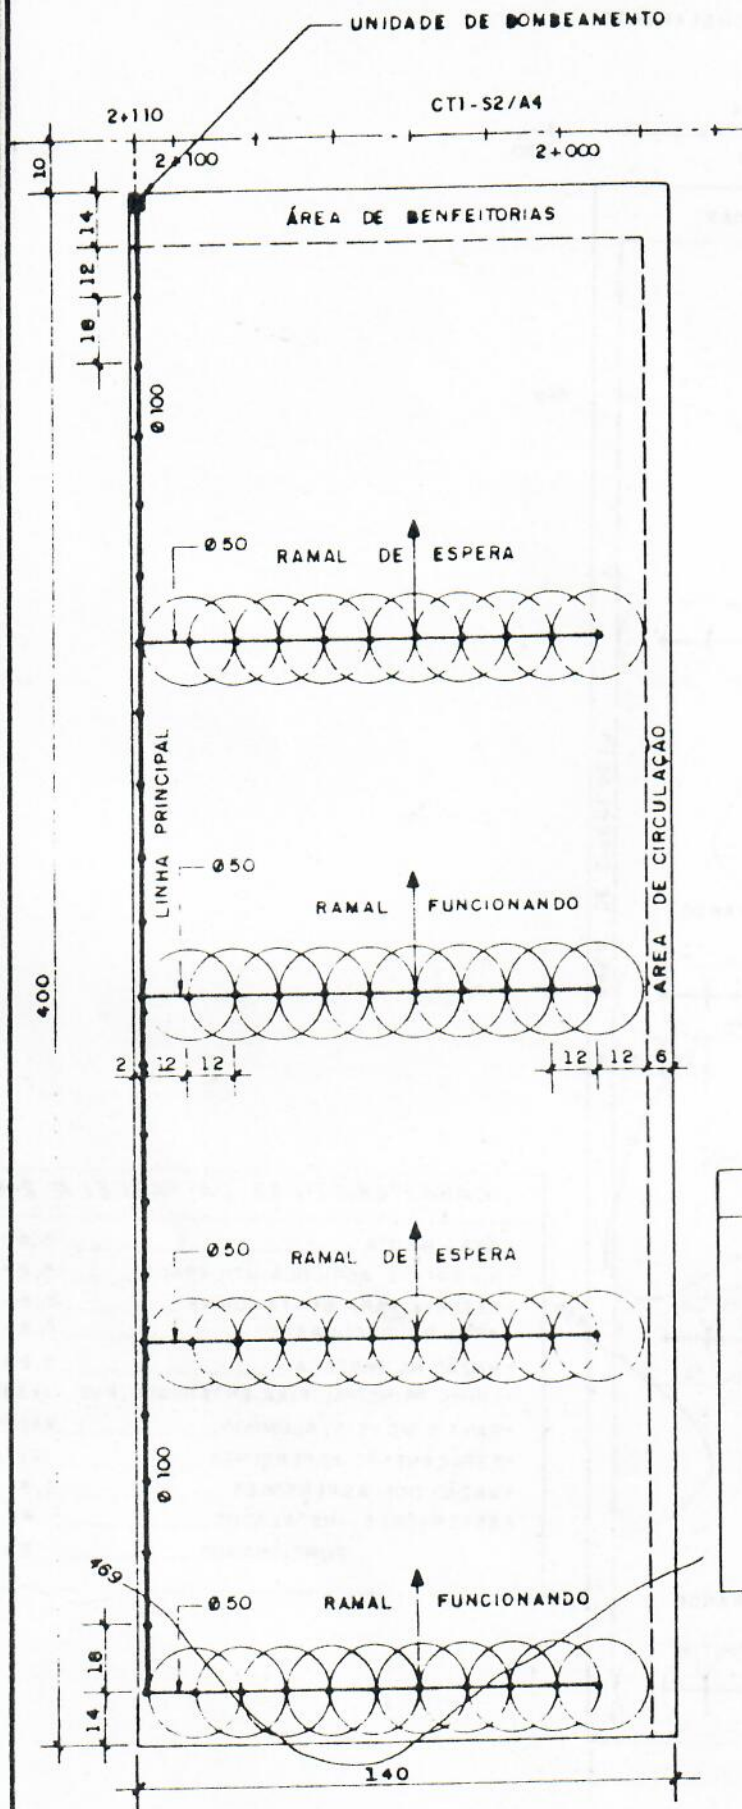 UNIDADE DE BOMBEAMENTO
CT1-S2/A4
2+110
2+100
2+000
10
ÁREA DE BENFEITORIAS
14
12
18
Ø 100
Ø 50
RAMAL DE ESPERA
LINHA PRINCIPAL
ÁREA DE CIRCULAÇÃO
Ø 50
RAMAL FUNCIONANDO
400
2 12 12 12 12 6
Ø 50
RAMAL DE ESPERA
Ø 100
469
Ø 50
RAMAL FUNCIONANDO
18
14
140